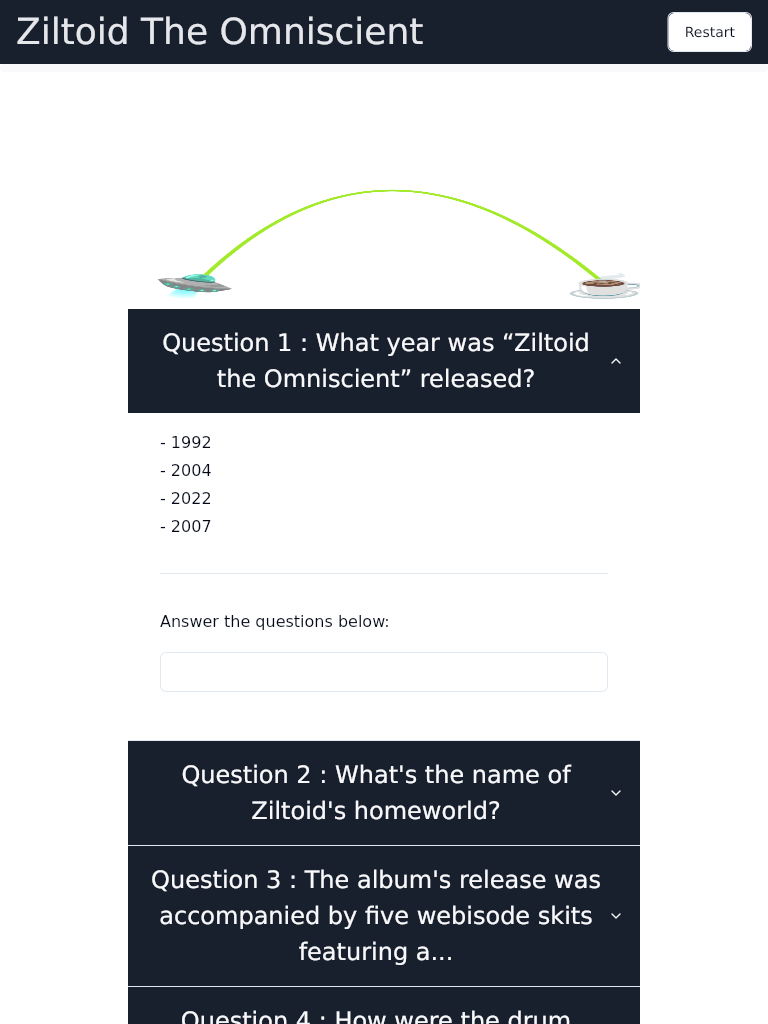 Ziltoid The Omniscient
Restart
Question 1 : What year was “Ziltoid
the Omniscient” released?
- 1992
- 2004
- 2022
- 2007
Answer the questions below:
Question 2 : What's the name of
Ziltoid's homeworld?
Question 3 : The album's release was
accompanied by five webisode skits
featuring a...
Question 4 : How were the drum